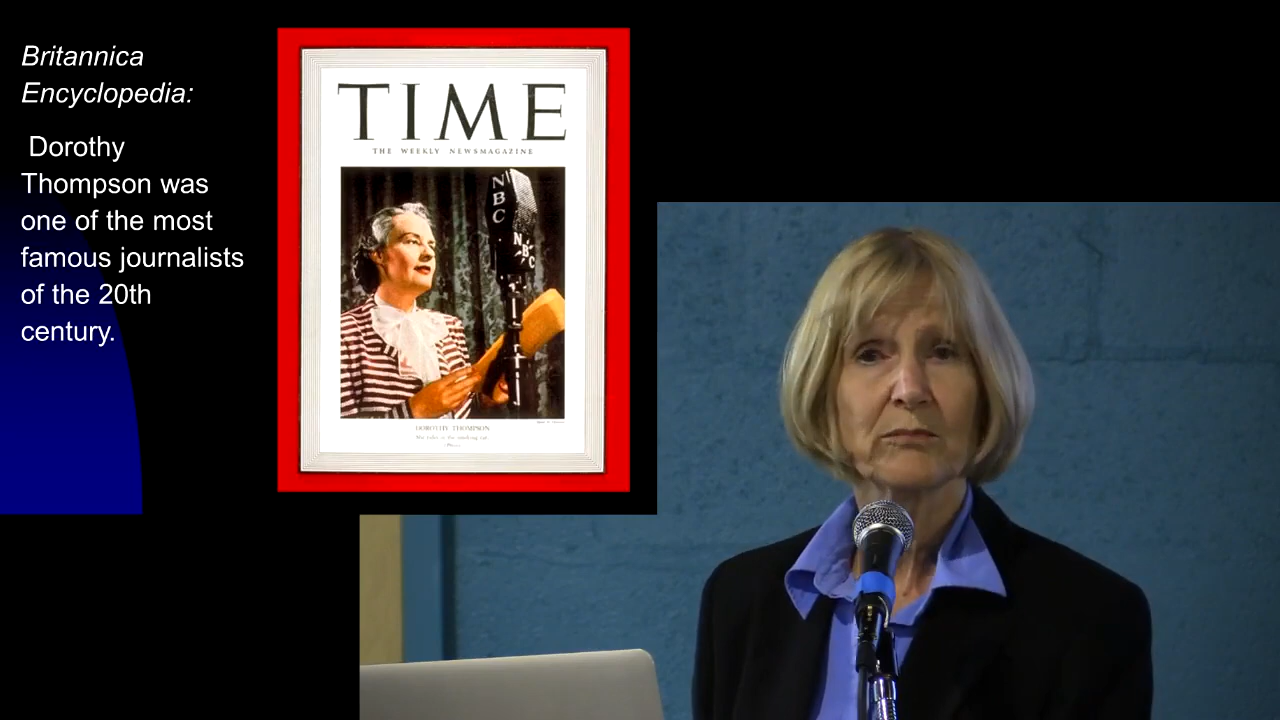 Britannica
Encyclopedia:
Dorothy
Thompson was
one of the most
famous journalists
of the 20th
century.
TIME
THE WEEKLY NEWSMAGAZINE
NBC
NBC
DOROTHY THOMPSON